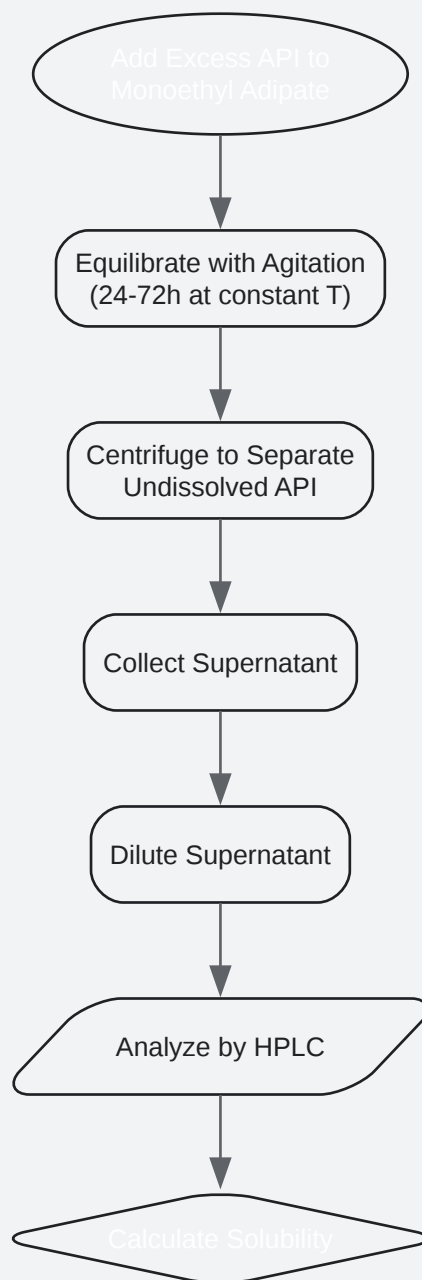 Add Excess API to
Monoethyl Adipate
Equilibrate with Agitation
(24-72h at constant T)
Centrifuge to Separate
Undissolved API
Collect Supernatant
Dilute Supernatant
Analyze by HPLC
Calculate Solubility